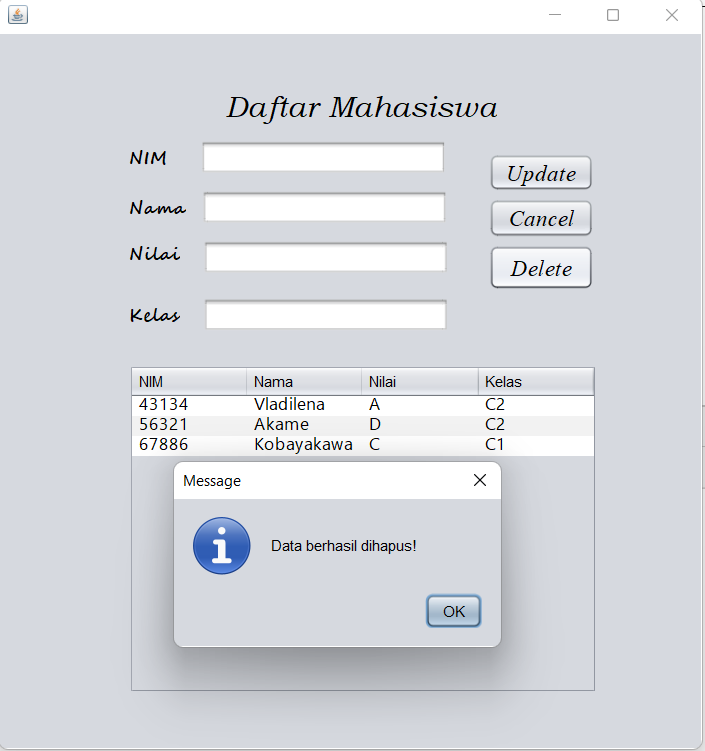 Daftar Mahasiswa
NIM
Update
Nama
Cancel
Nilai
Delete
Kelas
NIM Nama Nilai Kelas
43134 Vladilena A C2
56321 Akame D C2
67886 Kobayakawa C C1
Message
Data berhasil dihapus!
OK